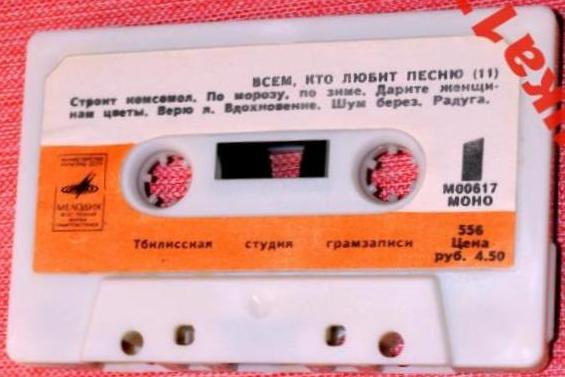 ВСЕМ, КТО ЛЮБИТ ПЕСНЮ (11)
Строит комсомол. По морозу, по зиме. Дарите женщи-
нам цветы. Верю я. Вдохновение. Шум берез. Радуга.
1
М00617
МОНО
МЕЛОДИЯ
Тбилисская студия грамзаписи
556
Цена
руб. 4.50